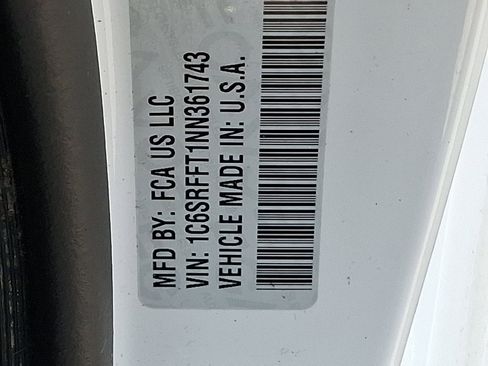 MFD BY: FCA US LLC
VIN: 1C6SRFFT1NN361743
VEHICLE MADE IN: U.S.A.